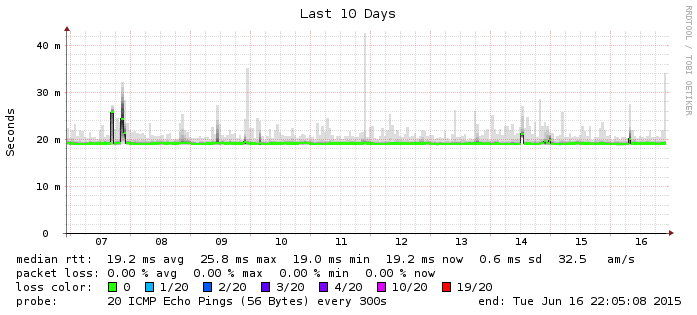 Last 10 Days
RRDTOOL / TOBI OETIKER
Seconds
40 m
30 m
20 m
10 m
0
07 08 09 10 11 12 13 14 15 16
median rtt: 19.2 ms avg 25.8 ms max 19.0 ms min 19.2 ms now 0.6 ms sd 32.5 am/s
packet loss: 0.00 % avg 0.00 % max 0.00 % min 0.00 % now
loss color: 0 1/20 2/20 3/20 4/20 10/20 19/20
probe: 20 ICMP Echo Pings (56 Bytes) every 300s end: Tue Jun 16 22:05:08 2015